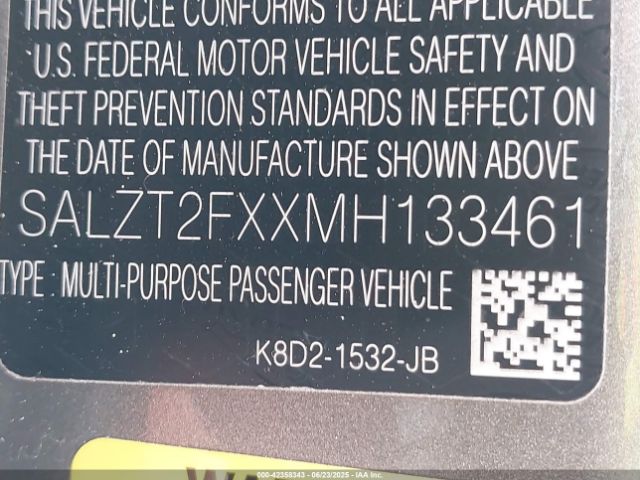 THIS VEHICLE CONFORMS TO ALL APPLICABLE
U.S. FEDERAL MOTOR VEHICLE SAFETY AND
THEFT PREVENTION STANDARDS IN EFFECT ON
THE DATE OF MANUFACTURE SHOWN ABOVE
SALZT2FXXMH133461
TYPE : MULTI-PURPOSE PASSENGER VEHICLE
K8D2-1532-JB
000-42358343 - 06/23/2025 - IAAI, Inc.